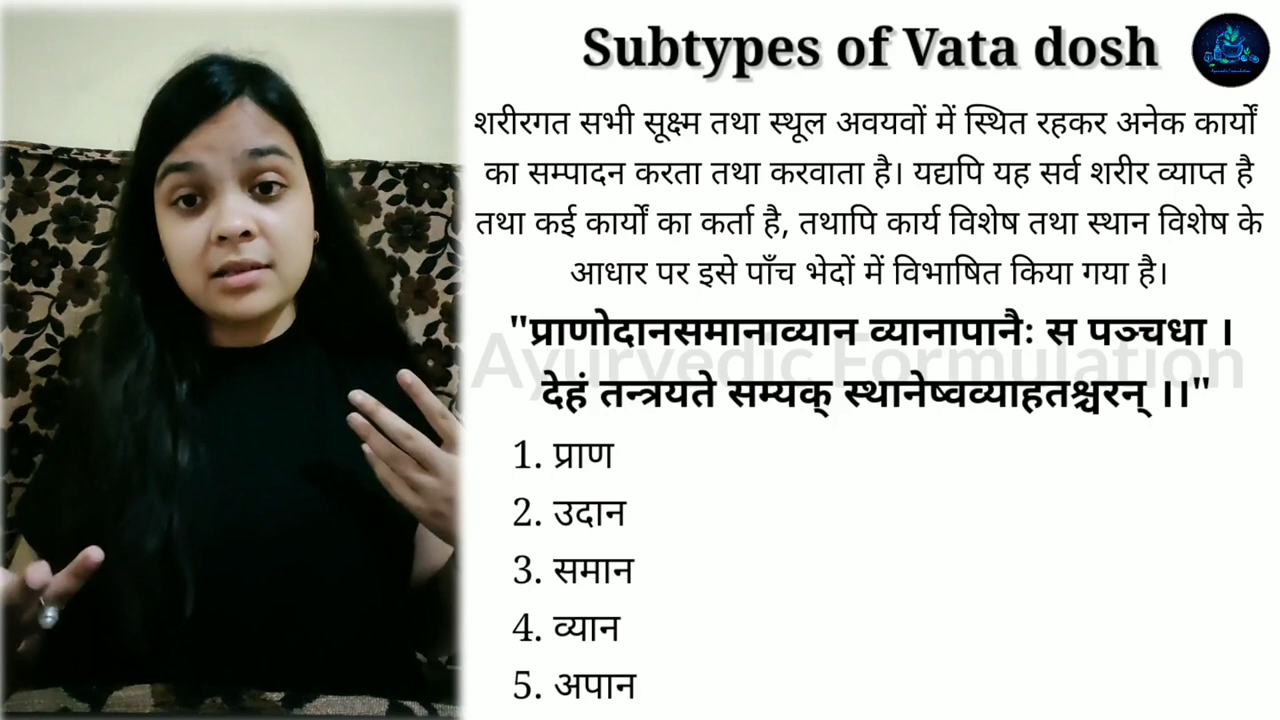 Subtypes of Vata dosh
शरीरगत सभी सूक्ष्म तथा स्थूल अवयवों में स्थित रहकर अनेक कार्यों
का सम्पादन करता तथा करवाता है। यद्यपि यह सर्व शरीर व्याप्त है
तथा कई कार्यों का कर्ता है, तथापि कार्य विशेष तथा स्थान विशेष के
आधार पर इसे पाँच भेदों में विभाषित किया गया है।
"प्राणोदानसमानाव्यान व्यानापानैः स पञ्चधा ।
Ayurvedic Formulation
देहं तन्त्रयते सम्यक् स्थानेष्वव्याहतश्चरन् ।।"
1. प्राण
2. उदान
3. समान
4. व्यान
5. अपान